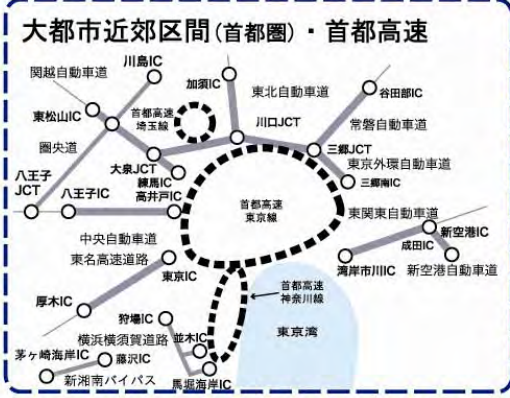 大都市近郊区間(首都圏)・首都高速
川島IC
関越自動車道
加須IC
東北自動車道
谷田部IC
東松山IC
首都高速
埼玉線
川口JCT
常磐自動車道
圏央道
大泉JCT
三郷JCT
東京外環自動車道
八王子
JCT
八王子IC
練馬IC
高井戸IC
三郷南IC
首都高速
東京線
東関東自動車道
新空港IC
中央自動車道
成田IC
東名高速道路
東京IC
湾岸市川IC
新空港自動車道
首都高速
神奈川線
厚木IC
狩場IC
東京湾
横浜横須賀道路
並木IC
茅ヶ崎海岸IC
藤沢IC
新湘南バイパス
馬堀海岸IC